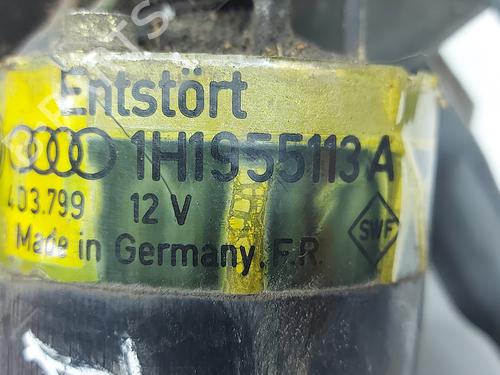 Entstört
1H1955113 A
403.799 12 V
Made in Germany, F.R.
SWF